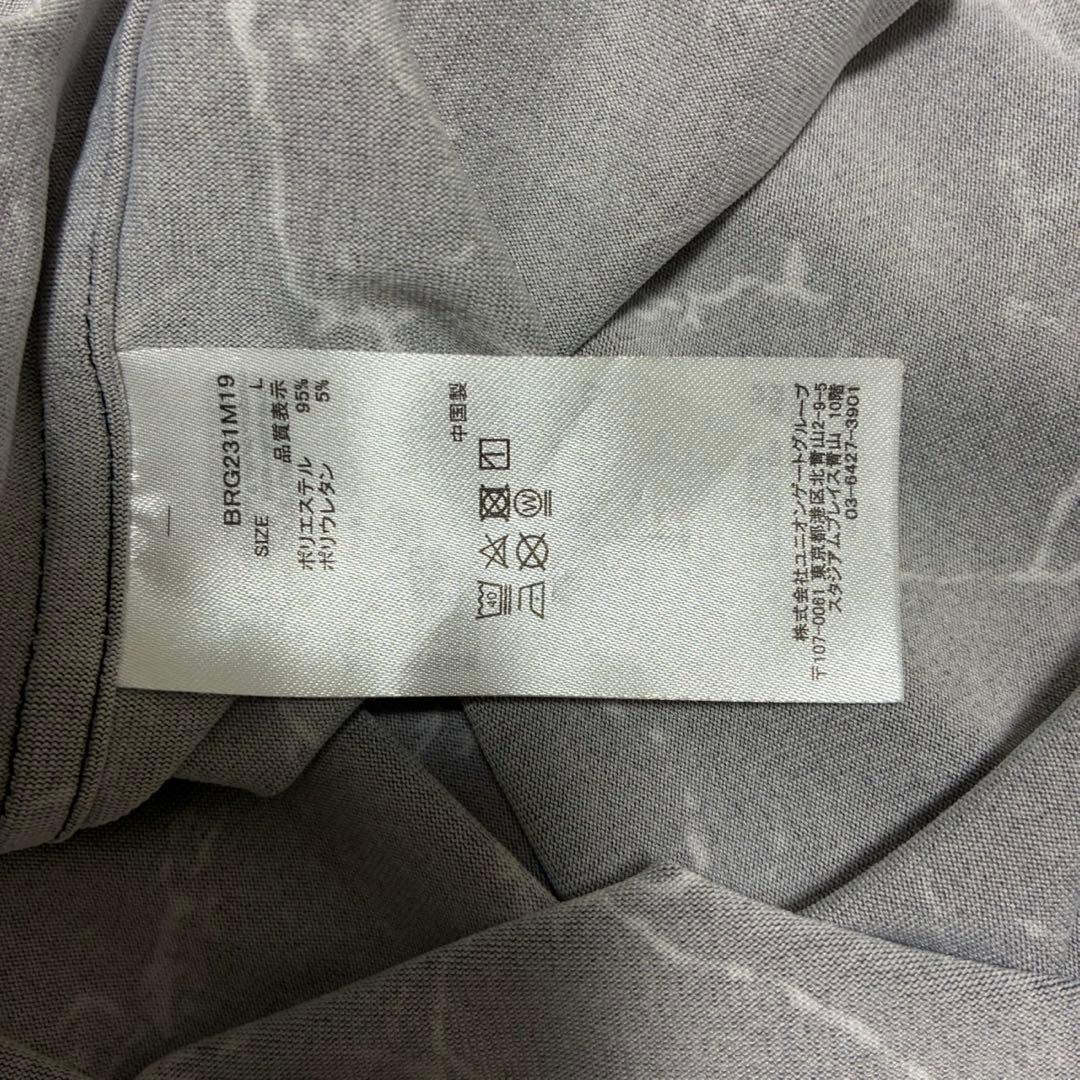 BRG231M19
SIZE L
品質表示
ポリエステル 95%
ポリウレタン 5%
中国製
40
W
株式会社ユニオンゲートグループ
〒107-0061 東京都港区北青山2-9-5
スタジアムプレイス青山 10階
03-6427-3901